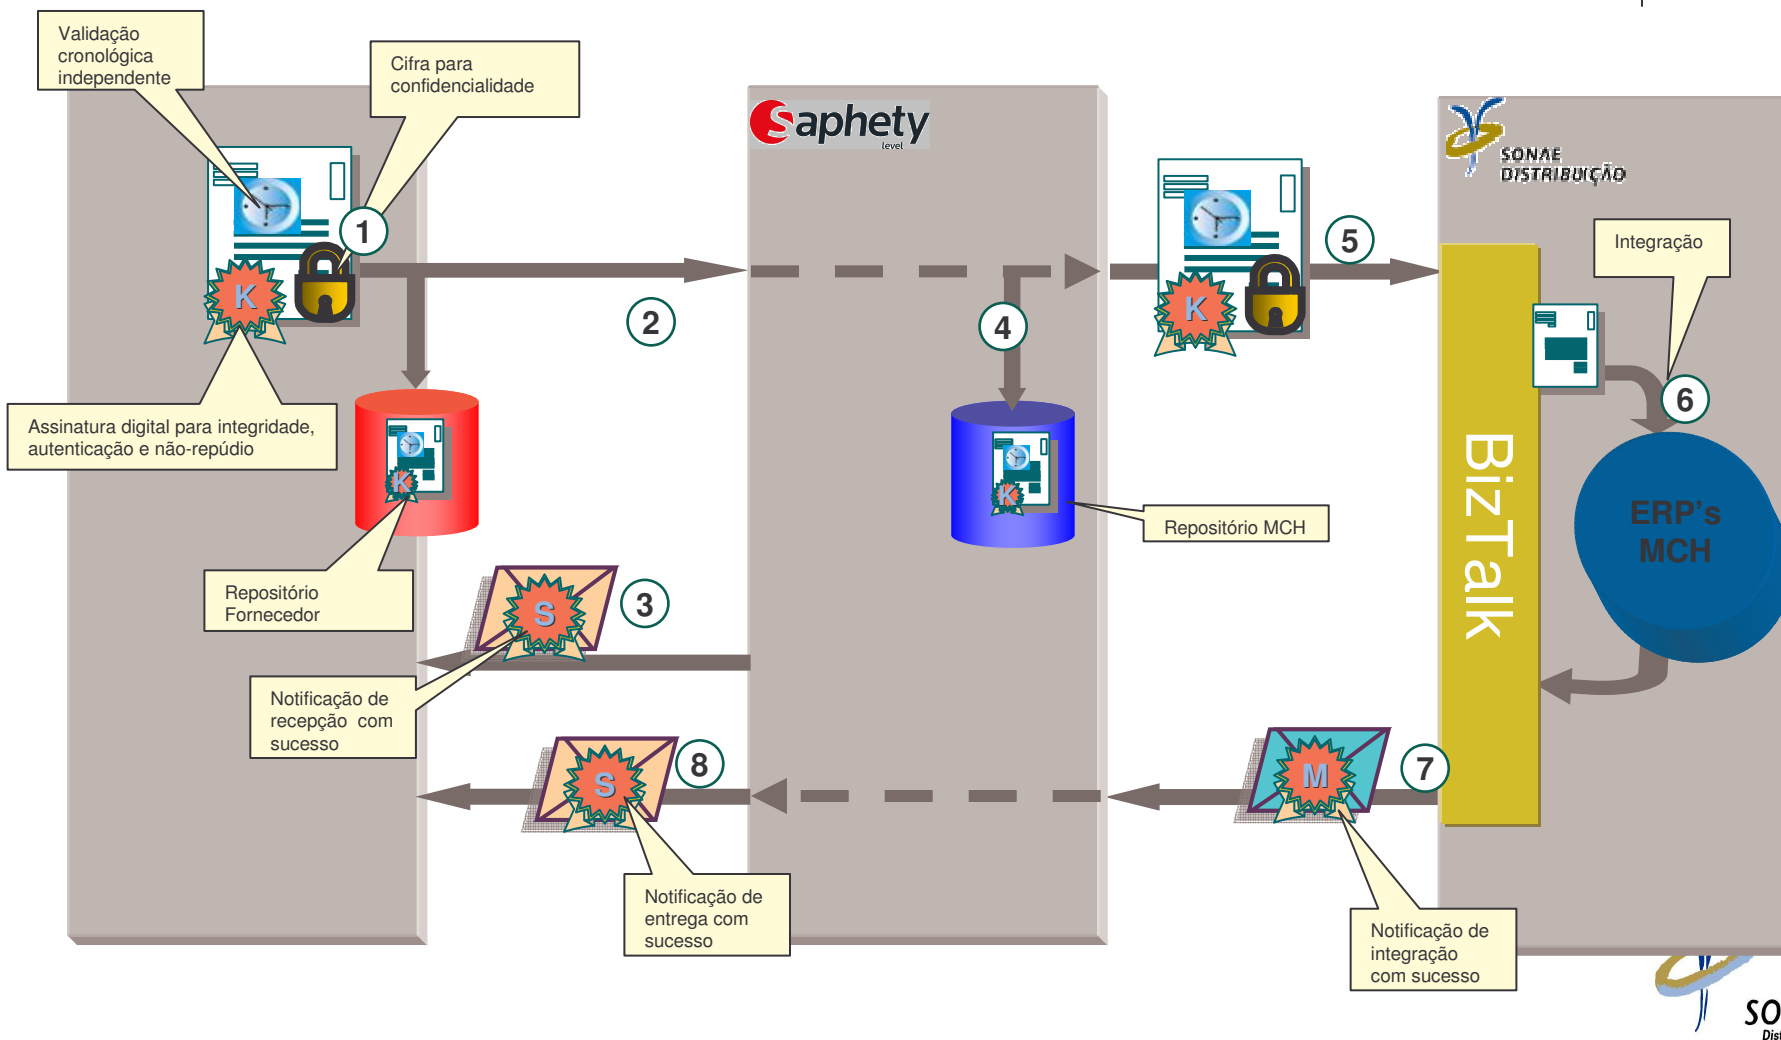 Validação
cronológica
independente
Cifra para
confidencialidade
saphety
level
SONAE
DISTRIBUIÇÃO
1
K
2
4
K
5
Integração
6
Assinatura digital para integridade,
autenticação e não-repúdio
K
K
Repositório MCH
BizTalk
ERP's
MCH
Repositório
Fornecedor
S
3
Notificação de
recepção com
sucesso
S
8
M
7
Notificação de
entrega com
sucesso
Notificação de
integração
com sucesso
SO
Dist